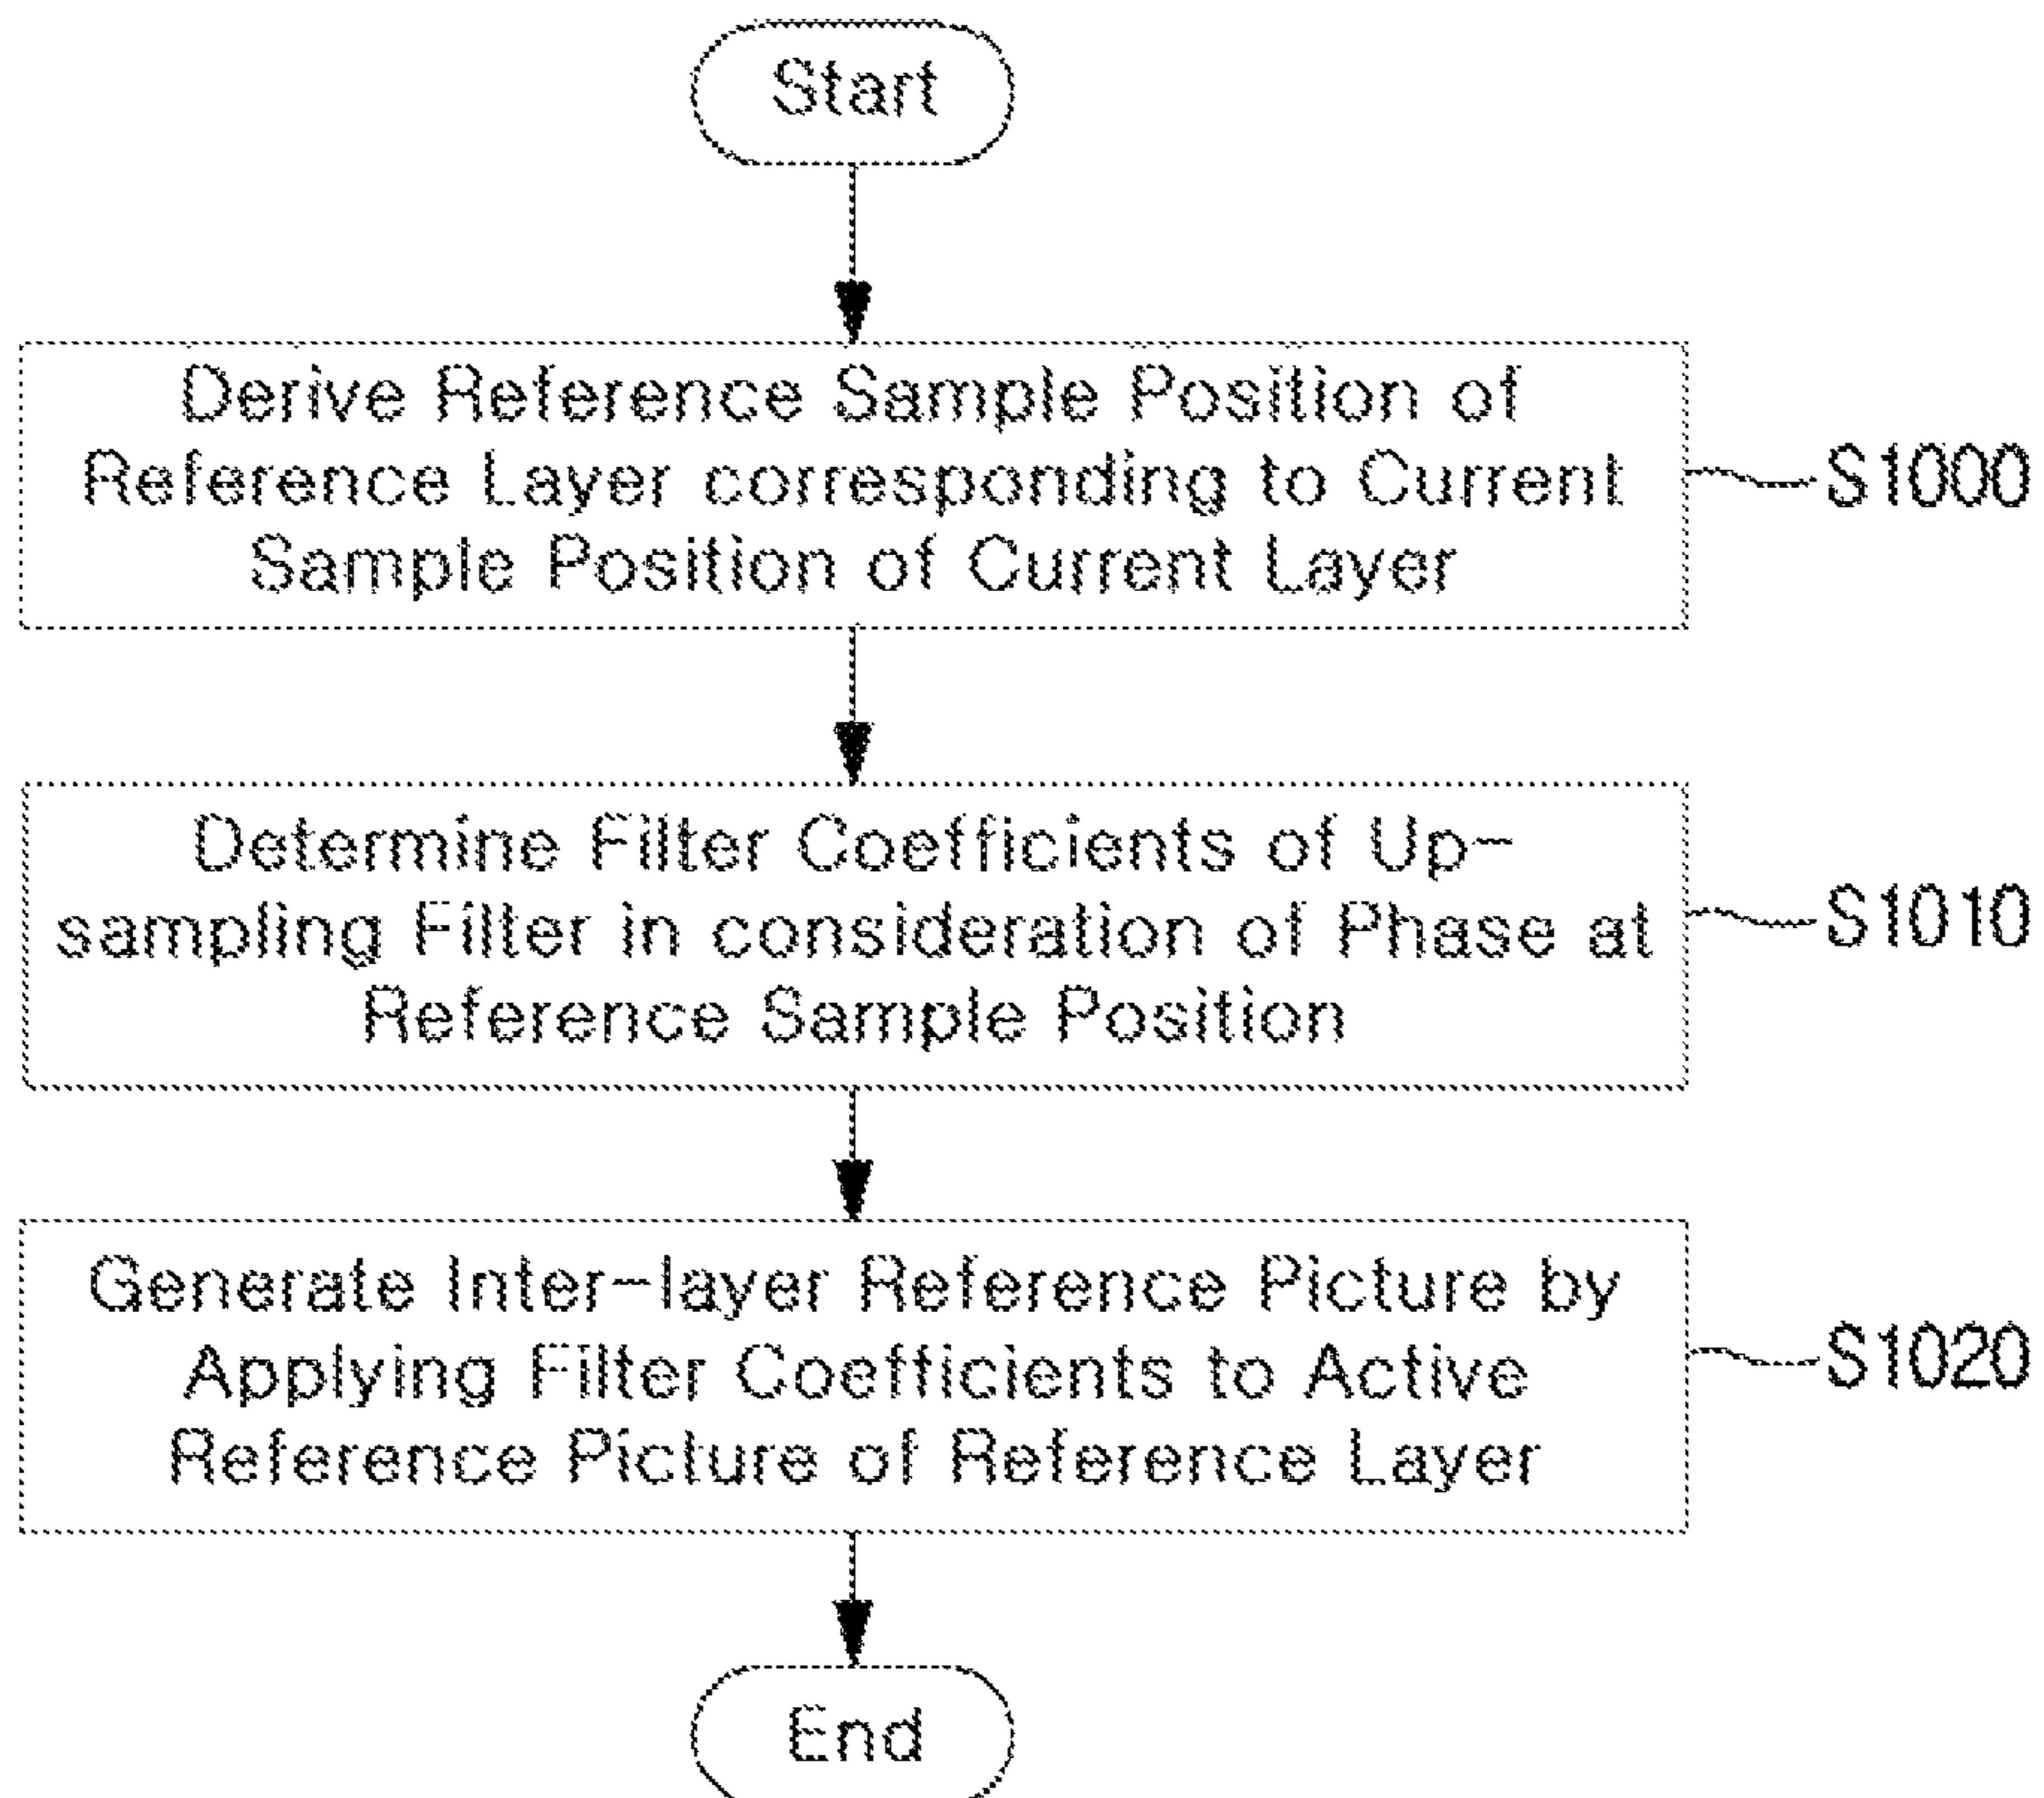 Start
Derive Reference Sample Position of
Reference Layer corresponding to Current
Sample Position of Current Layer
S1000
Determine Filter Coefficients of Up-
sampling Filter in consideration of Phase at
Reference Sample Position
S1010
Generate Inter-layer Reference Picture by
Applying Filter Coefficients to Active
Reference Picture of Reference Layer
S1020
End